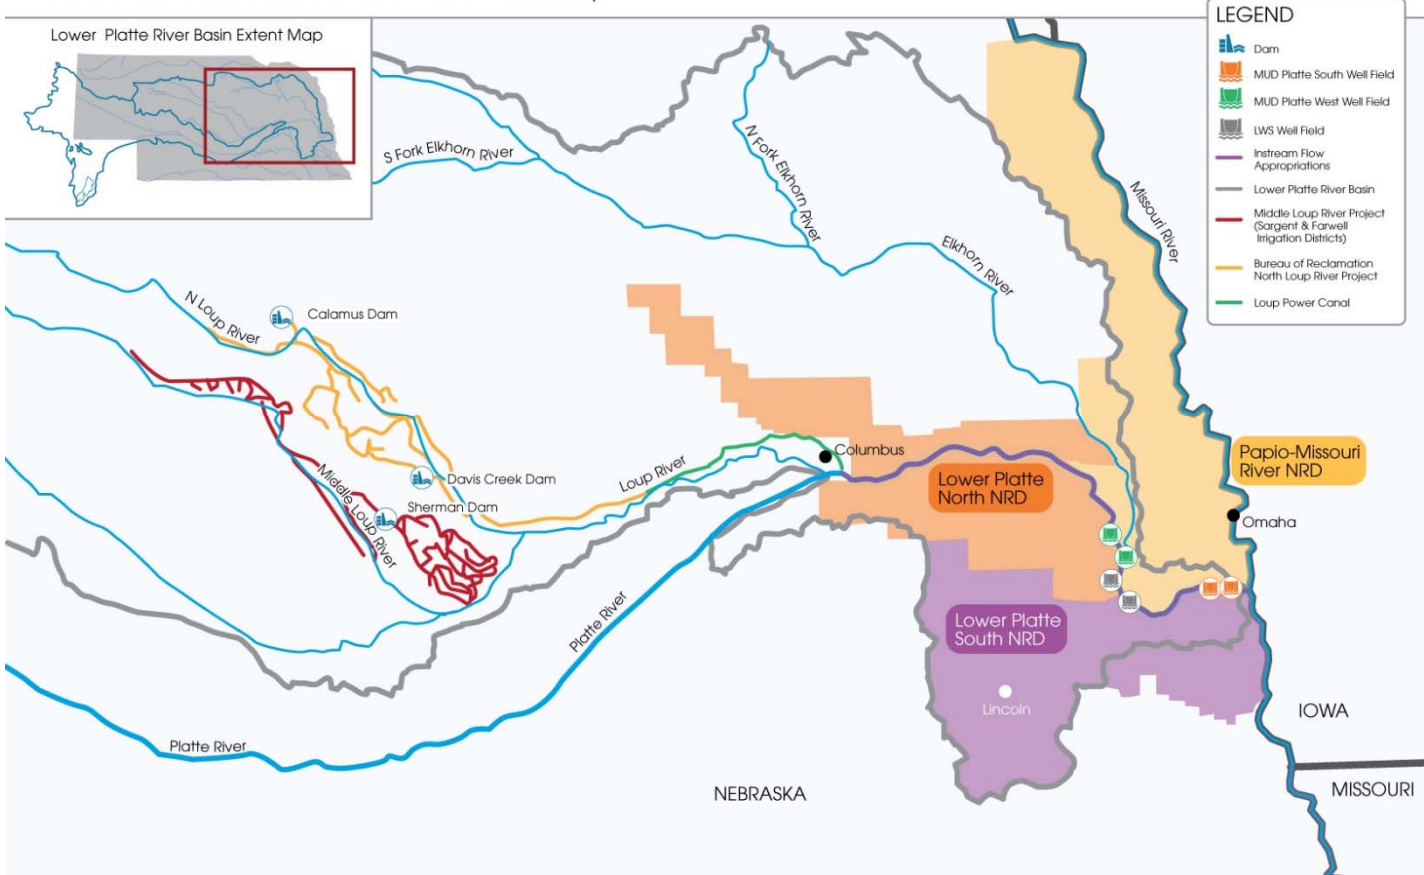 Lower Platte River Basin Extent Map
LEGEND
Dam
MUD Platte South Well Field
MUD Platte West Well Field
LWS Well Field
Instream Flow
Appropriations
Lower Platte River Basin
Middle Loup River Project
(Sargent & Farwell
Irrigation Districts)
Bureau of Reclamation
North Loup River Project
Loup Power Canal
S Fork Elkhorn River
N Fork Elkhorn River
Elkhorn River
Missouri River
N Loup River
Calamus Dam
Davis Creek Dam
Sherman Dam
Middle Loup River
Loup River
Columbus
Lower Platte
North NRD
Papio-Missouri
River NRD
Omaha
Platte River
Lower Platte
South NRD
Lincoln
Platte River
NEBRASKA
IOWA
MISSOURI